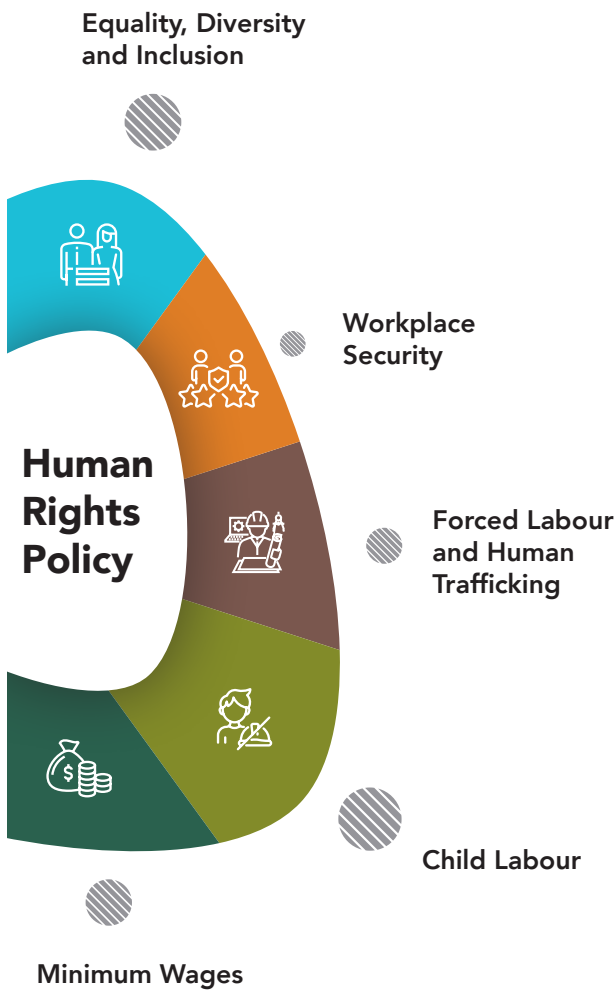 Equality, Diversity
and Inclusion
Workplace
Security
Human
Rights
Policy
Forced Labour
and Human
Trafficking
Child Labour
Minimum Wages